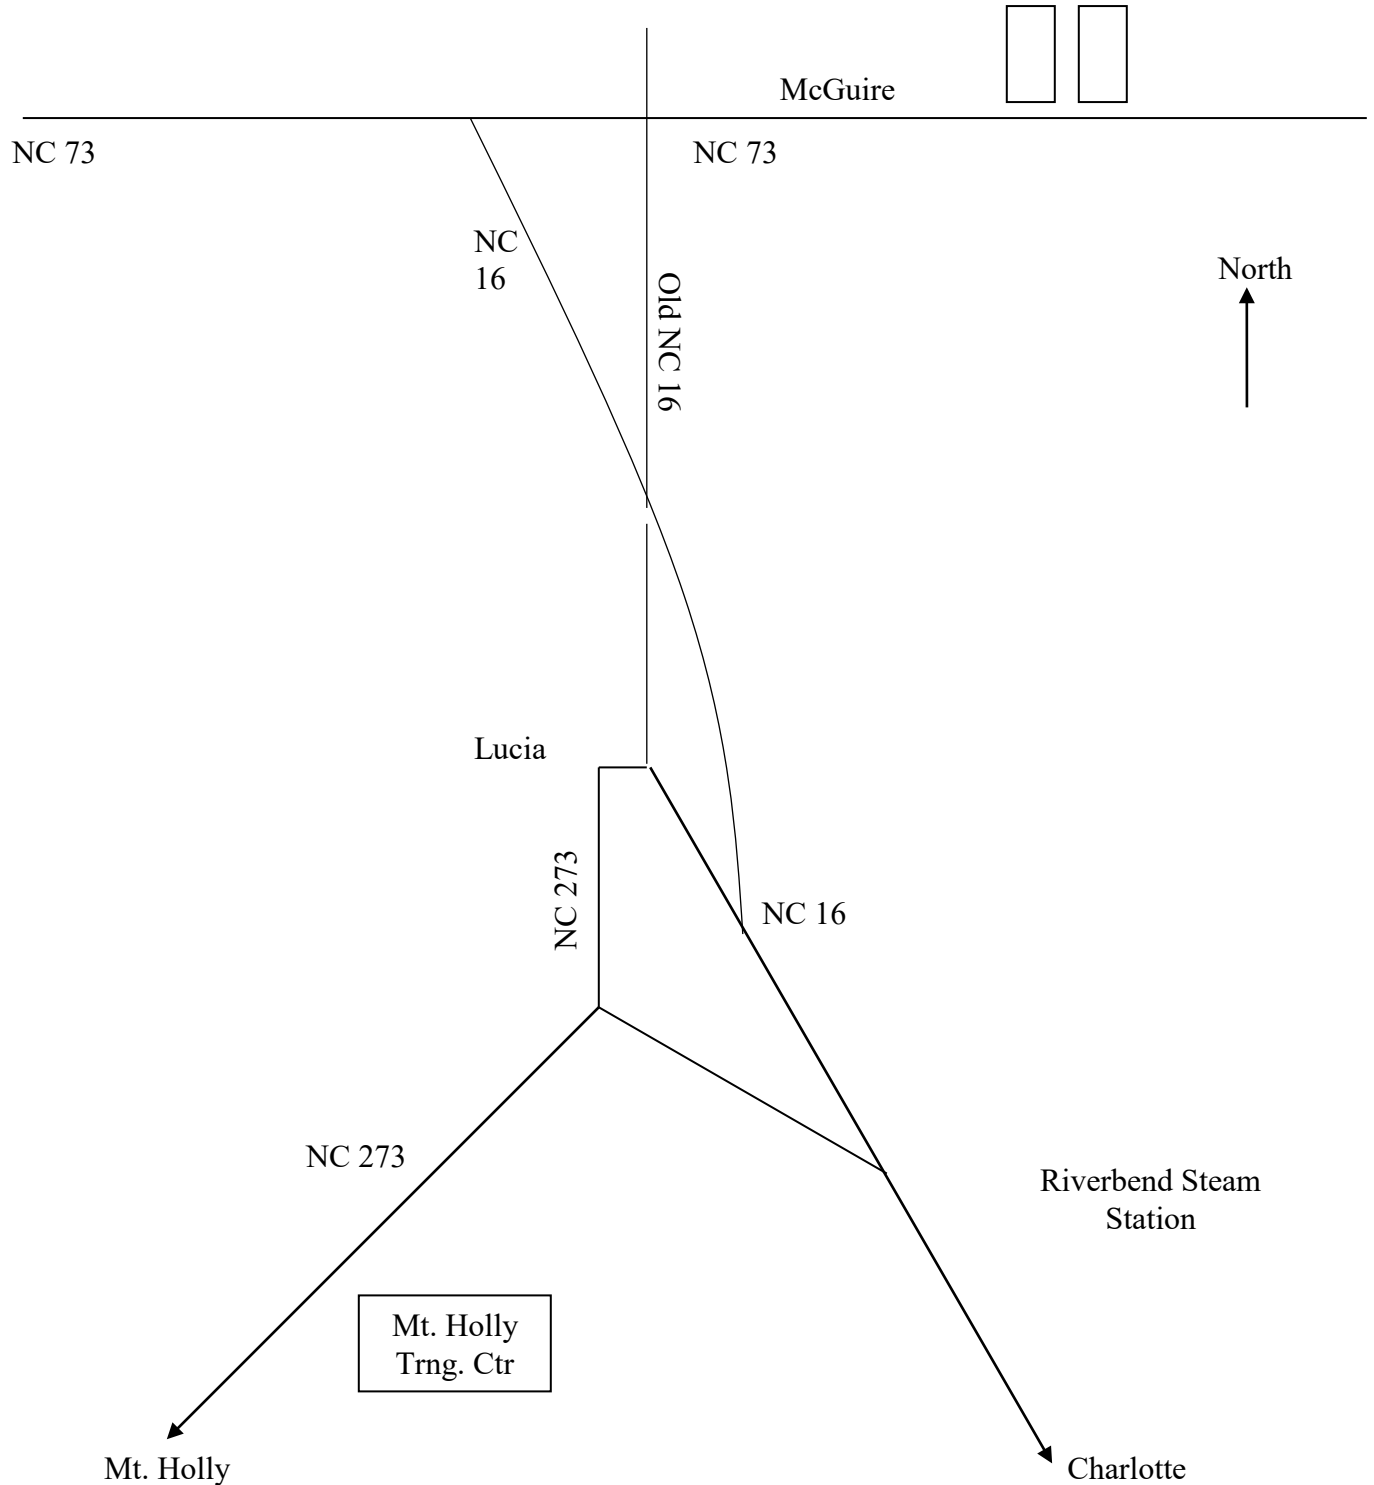 McGuire
NC 73
NC 73
NC
16
North
Old NC 16
Lucia
NC 273
NC 16
NC 273
Riverbend Steam
Station
Mt. Holly
Trng. Ctr
Mt. Holly
Charlotte